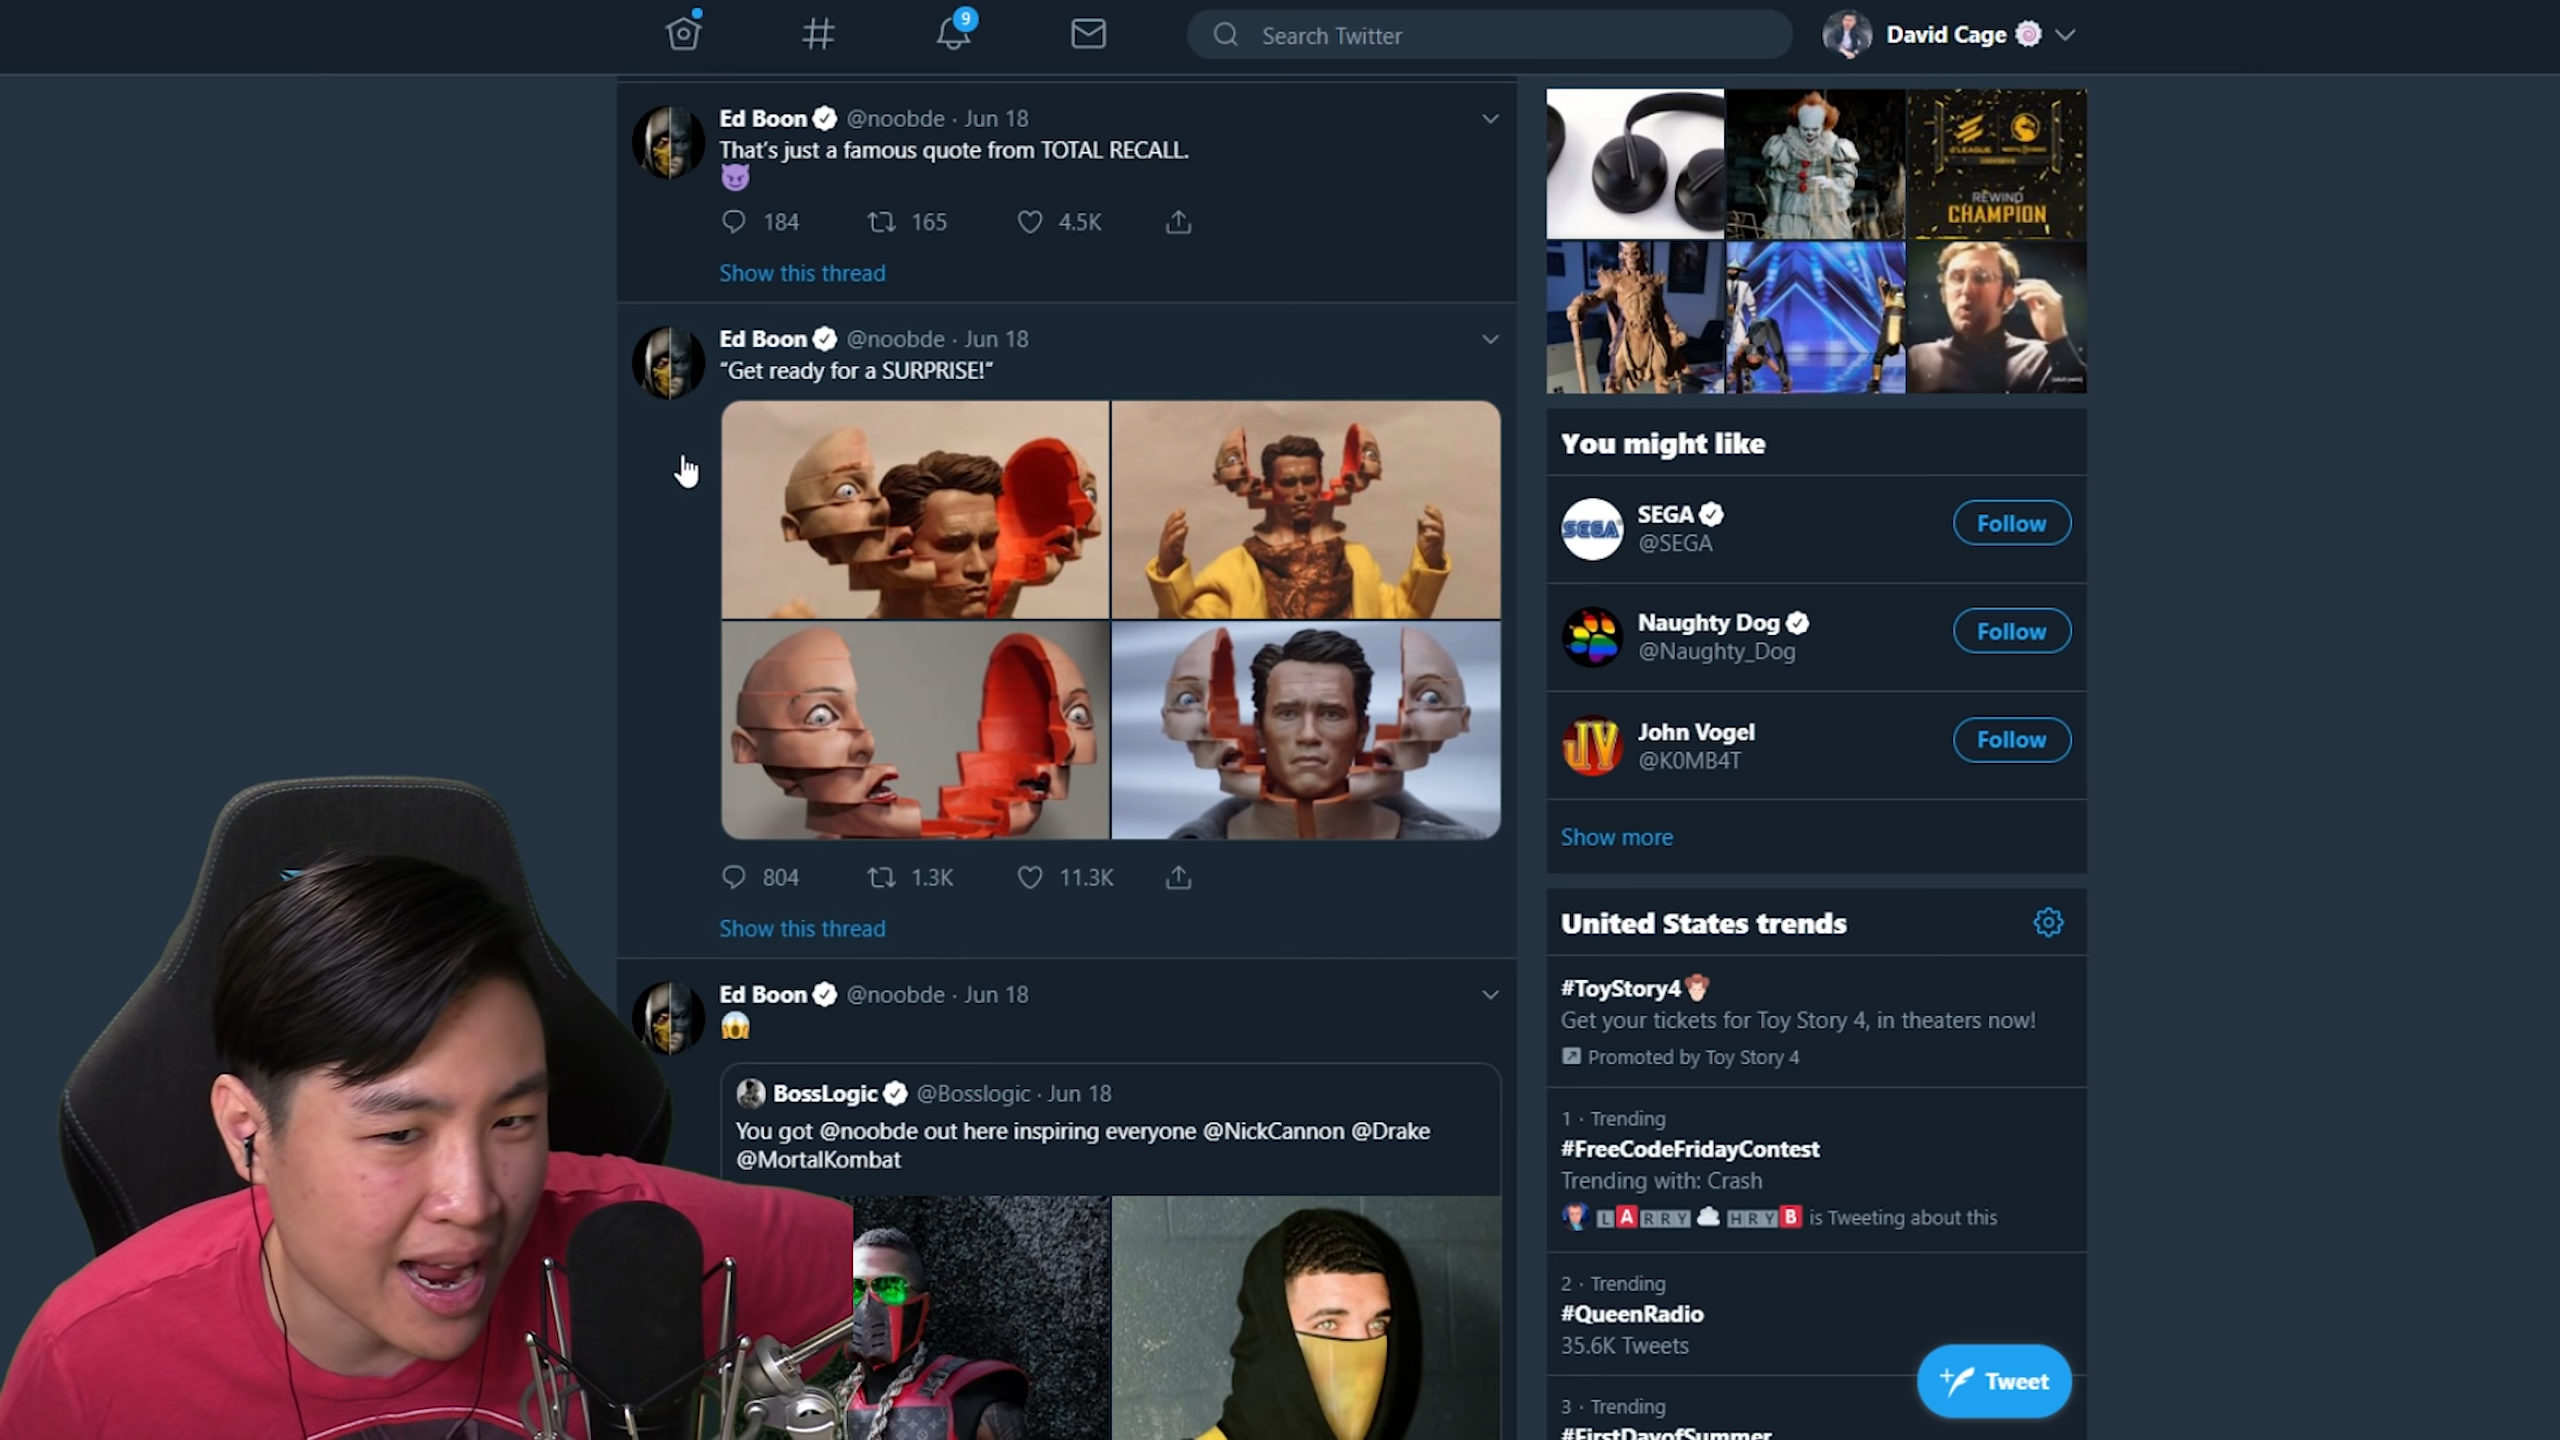 9
Search Twitter
David Cage
Ed Boon @noobde · Jun 18
That's just a famous quote from TOTAL RECALL.
184 165 4.5K
Show this thread
Ed Boon @noobde · Jun 18
“Get ready for a SURPRISE!”
804 1.3K 11.3K
Show this thread
Ed Boon @noobde · Jun 18
BossLogic @Bosslogic · Jun 18
You got @noobde out here inspiring everyone @NickCannon @Drake
@MortalKombat
ELEAGUE
REWIND
CHAMPION
You might like
SEGA
SEGA
@SEGA
Follow
Naughty Dog
@Naughty_Dog
Follow
JV
John Vogel
@K0MB4T
Follow
Show more
United States trends
#ToyStory4
Get your tickets for Toy Story 4, in theaters now!
Promoted by Toy Story 4
1 · Trending
#FreeCodeFridayContest
Trending with: Crash
LARRY HRYB is Tweeting about this
2 · Trending
#QueenRadio
35.6K Tweets
Tweet
3 · Trending
#FirstDayofSummer